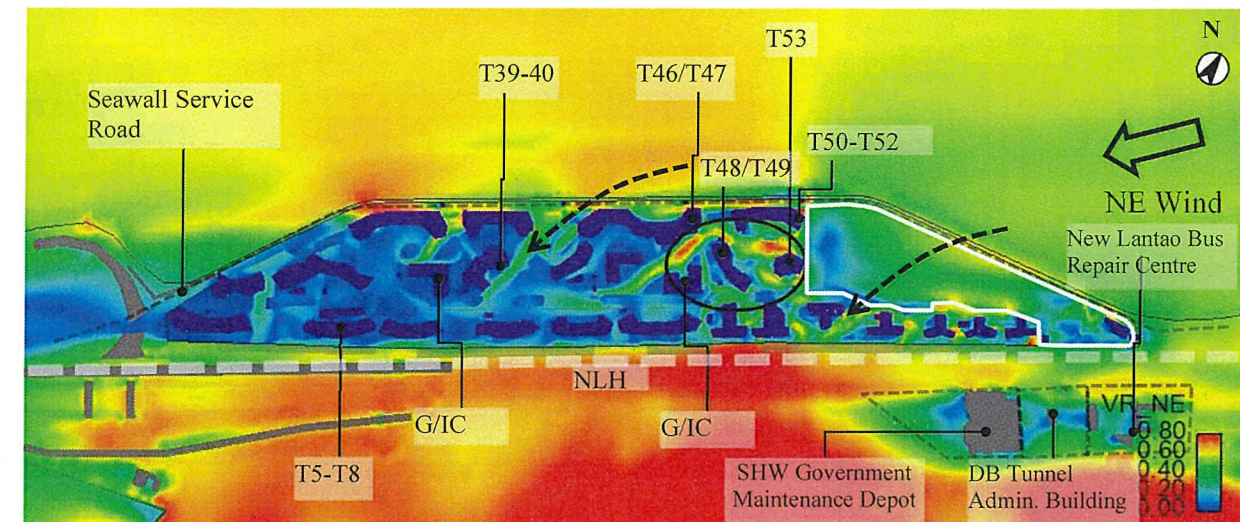 T53
N
T39-40
T46/T47
Seawall Service
Road
T50-T52
T48/T49
NE Wind
New Lantao Bus
Repair Centre
NLH
VR_NE
0.80
0.60
0.40
0.20
0.00
G/IC
G/IC
T5-T8
SHW Government
Maintenance Depot
DB Tunnel
Admin. Building